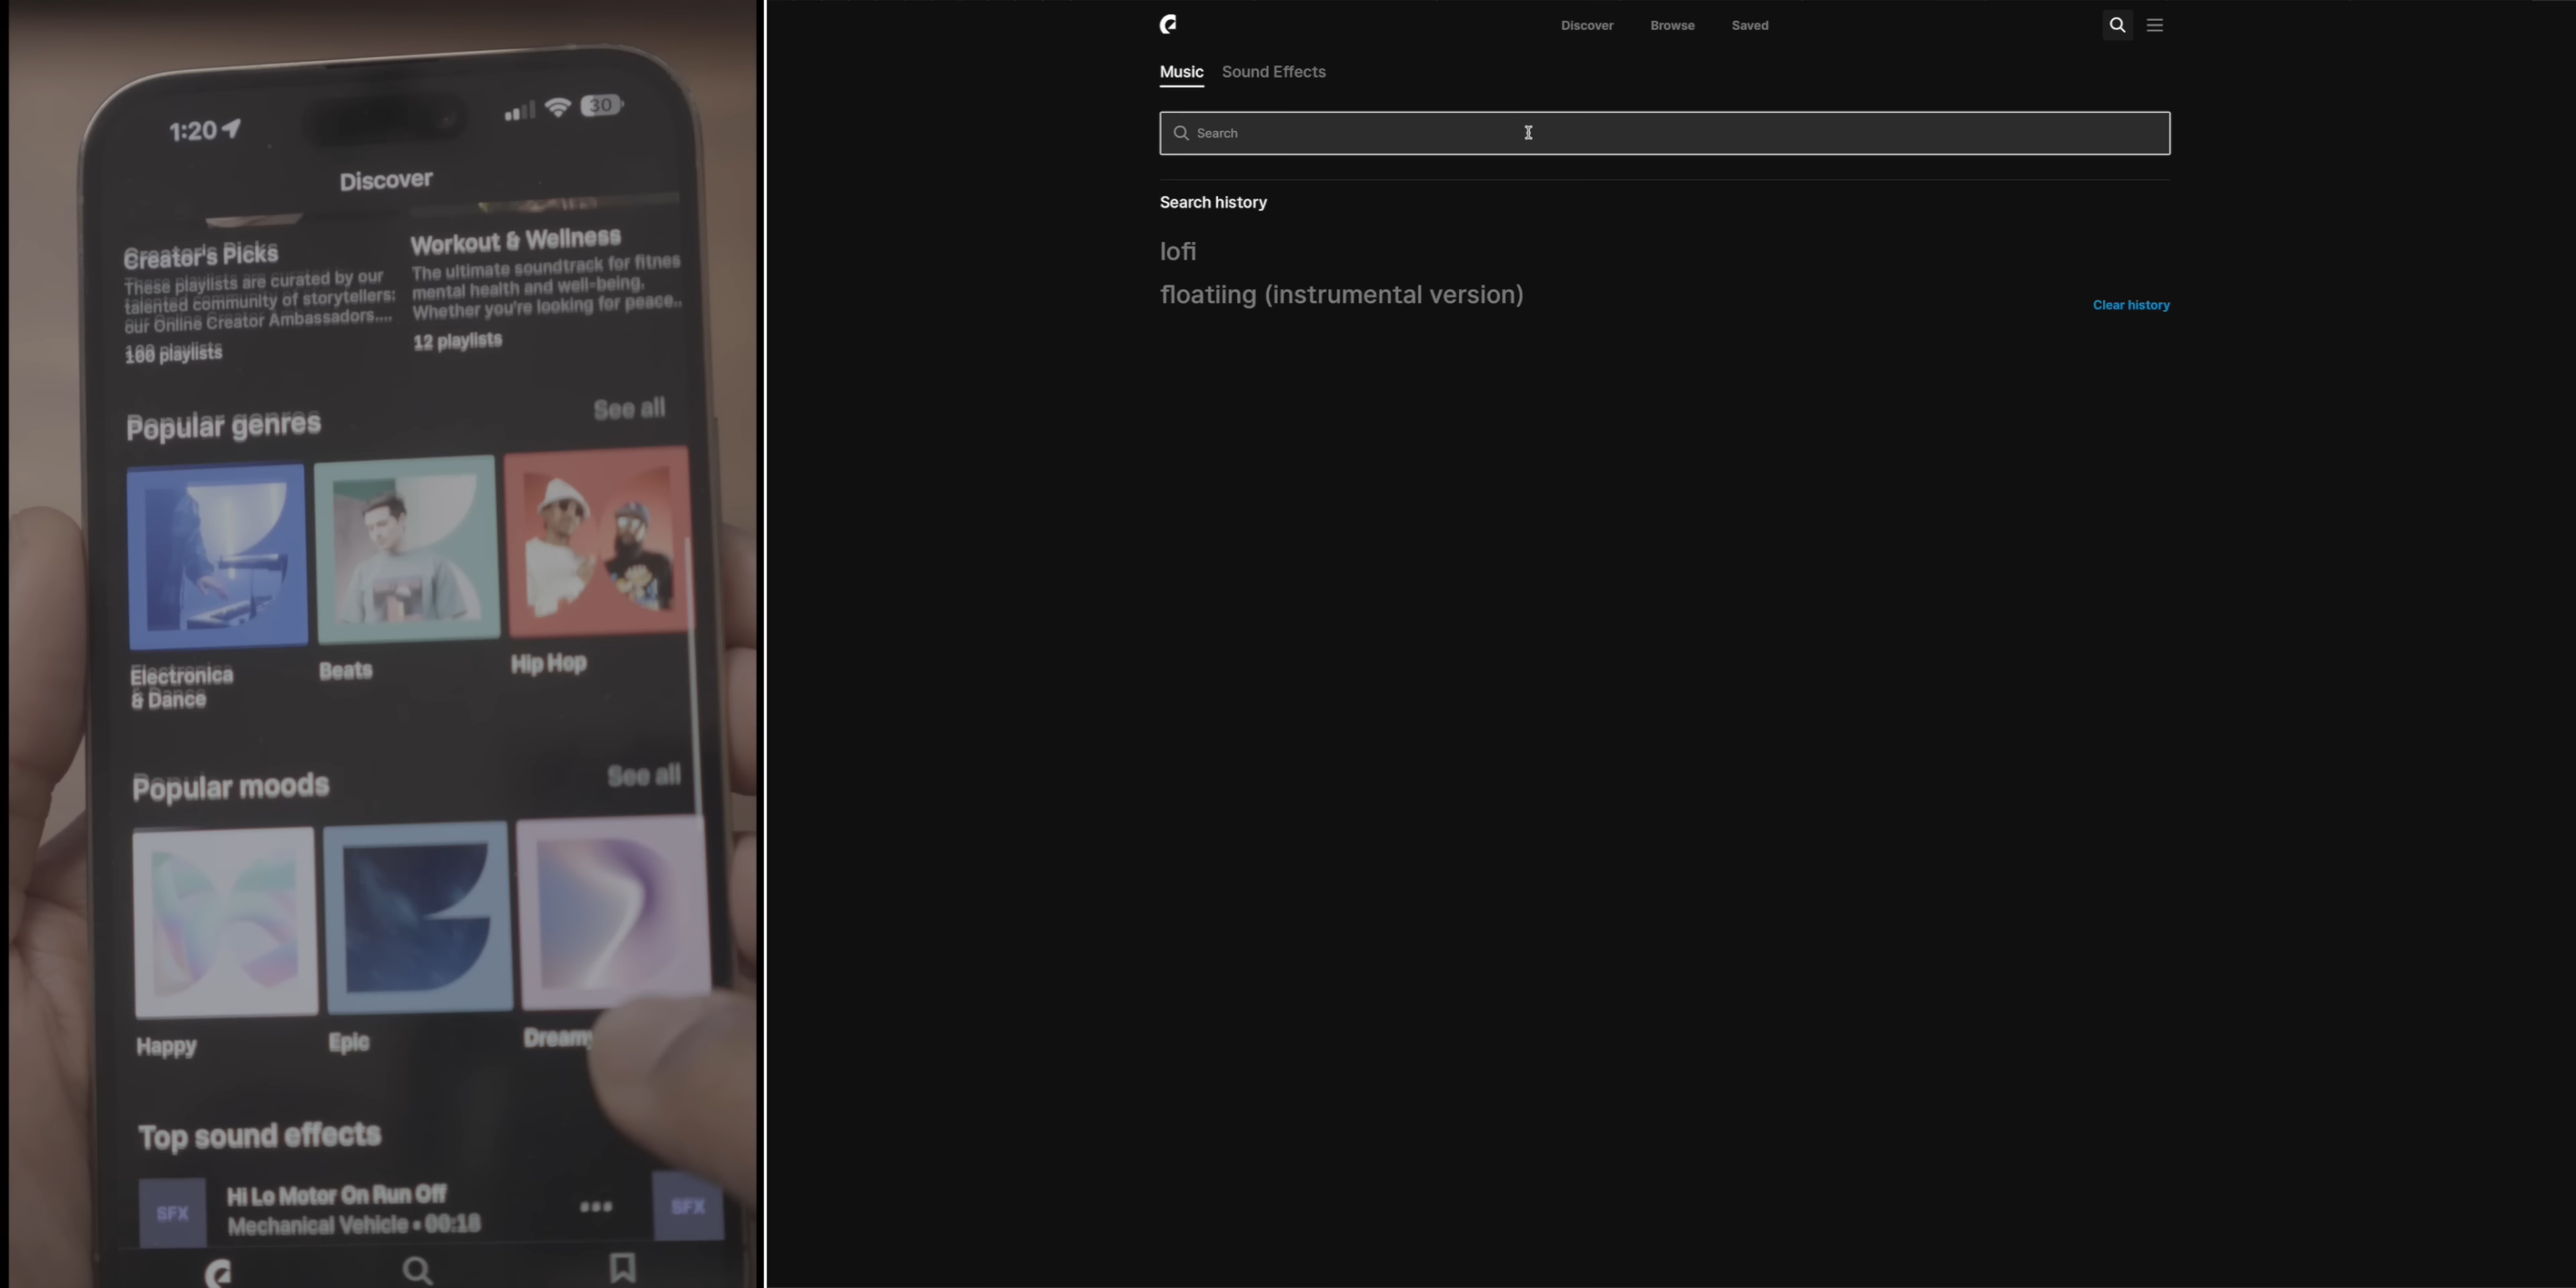 1:20
30
Discover
Creator's Picks
These playlists are curated by our
talented community of storytellers:
our Online Creator Ambassadors....
100 playlists
Workout & Wellness
The ultimate soundtrack for fitnes
mental health and well-being.
Whether you're looking for peace..
12 playlists
Popular genres
See all
Electronica
& Dance
Beats
Hip Hop
Popular moods
See all
Happy
Epic
Dreamy
Top sound effects
SFX
Hi Lo Motor On Run Off
Mechanical Vehicle • 00:18
SFX
Discover
Browse
Saved
Music
Sound Effects
Search
Search history
lofi
floatiing (instrumental version)
Clear history